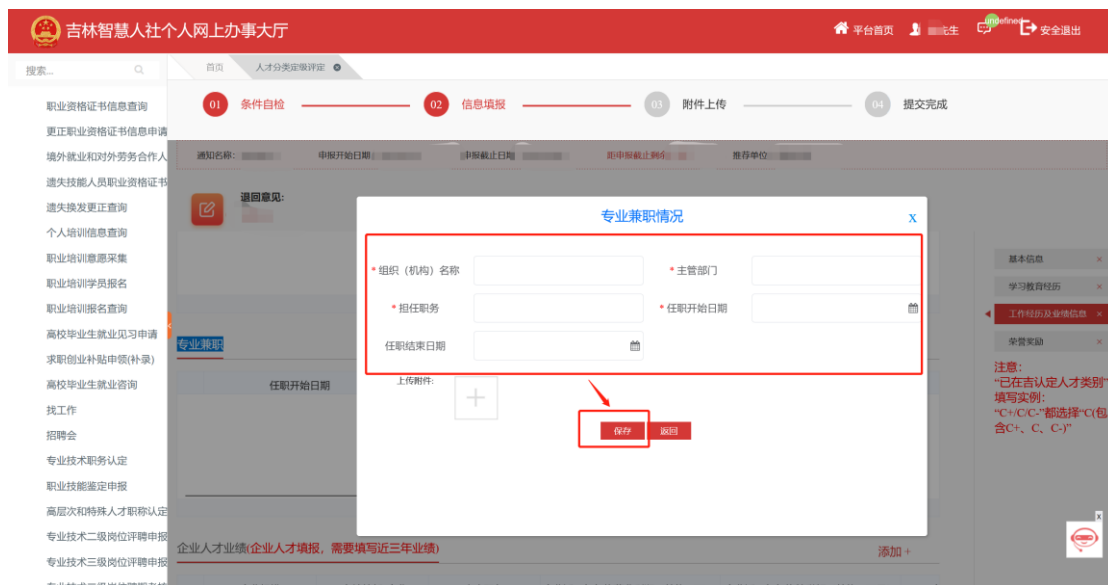 吉林智慧人社个人网上办事大厅
平台首页
生
undefined
安全退出
搜索...
首页
人才分类定级评定
01 条件自检
02 信息填报
03 附件上传
04 提交完成
职业资格证书信息查询
更正职业资格证书信息申请
境外就业和对外劳务合作人
遗失技能人员职业资格证书
遗失换发更正查询
个人培训信息查询
职业培训意愿采集
职业培训学员报名
职业培训报名查询
高校毕业生就业见习申请
求职创业补贴申领(补录)
高校毕业生就业咨询
找工作
招聘会
专业技术职务认定
职业技能鉴定申报
高层次和特殊人才职称认定
专业技术二级岗位评聘申报
专业技术三级岗位评聘申报
通知名称:
申报开始日期:
申报截止日期
距申报截止剩余:
推荐单位:
退回意见:
专业兼职
任职开始日期
专业兼职情况
X
*组织（机构）名称
*主管部门
*担任职务
*任职开始日期
任职结束日期
上传附件:
保存
返回
企业人才业绩(企业人才填报，需要填写近三年业绩)
添加 +
基本信息 ×
学习教育经历 ×
工作经历及业绩信息 ×
荣誉奖励 ×
注意:
“已在吉认定人才类别”
填写实例:
“C+/C/C-”都选择“C(包
含C+、C、C-)”
x